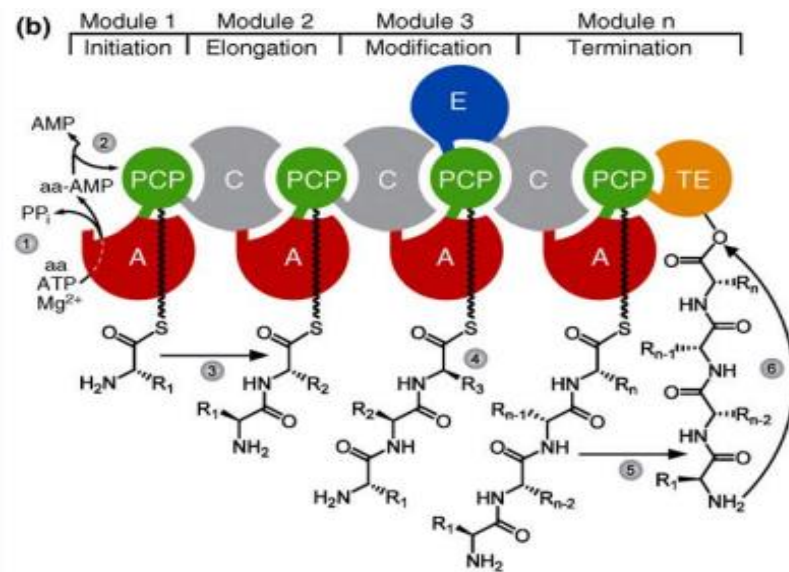 (b)
Module 1 Module 2 Module 3 Module n
Initiation Elongation Modification Termination
E
AMP 2
PCP C PCP C PCP C PCP TE
aa-AMP
PPi
1 A A A A
aa
ATP
Mg2+
O S O S O S O S O O
H2N R1 3 HN R2 4 HN R3 HN Rn HN Rn
R1 O R2 O Rn-1 O Rn-1 O
NH2 O NH O NH O NH 6
H2N R1 HN Rn-2 5 O Rn-2
R1 O O NH
NH2 R1 NH2